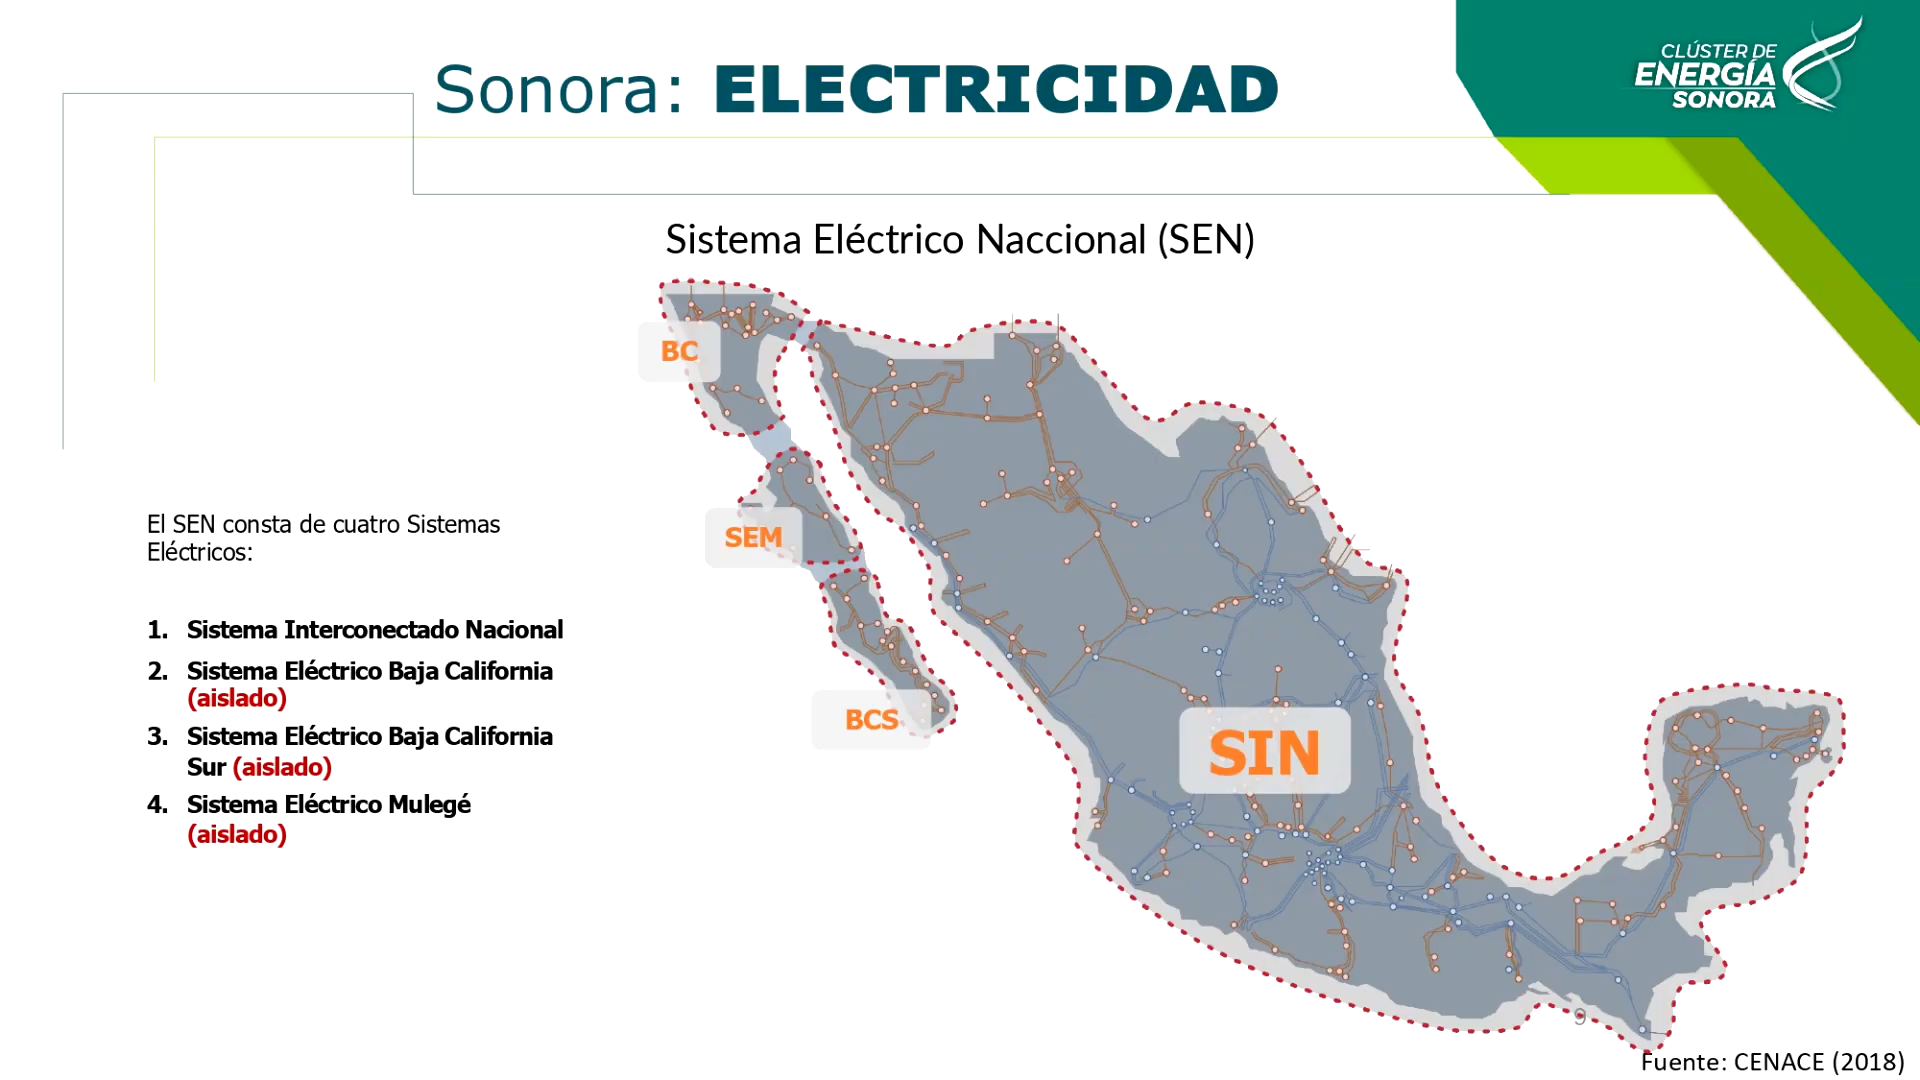 CLÚSTER DE
ENERGÍA
SONORA
Sonora: ELECTRICIDAD
Sistema Eléctrico Naccional (SEN)
BC
SEM
BCS
SIN
El SEN consta de cuatro Sistemas
Eléctricos:
1. Sistema Interconectado Nacional
2. Sistema Eléctrico Baja California
(aislado)
3. Sistema Eléctrico Baja California
Sur (aislado)
4. Sistema Eléctrico Mulegé
(aislado)
9
Fuente: CENACE (2018)